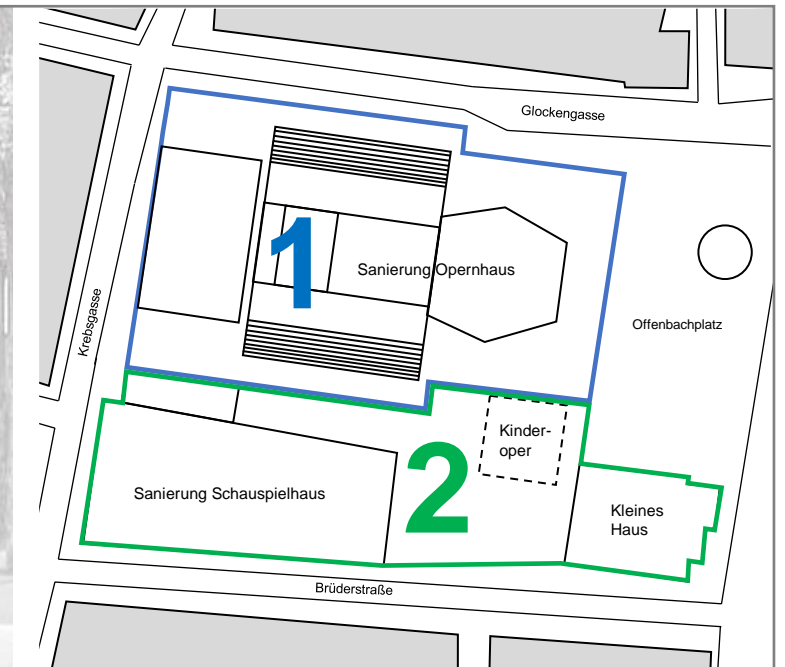 Glockengasse
1
Sanierung Opernhaus
Krebsgasse
Offenbachplatz
Kinder-
oper
2
Sanierung Schauspielhaus
Kleines
Haus
Brüderstraße